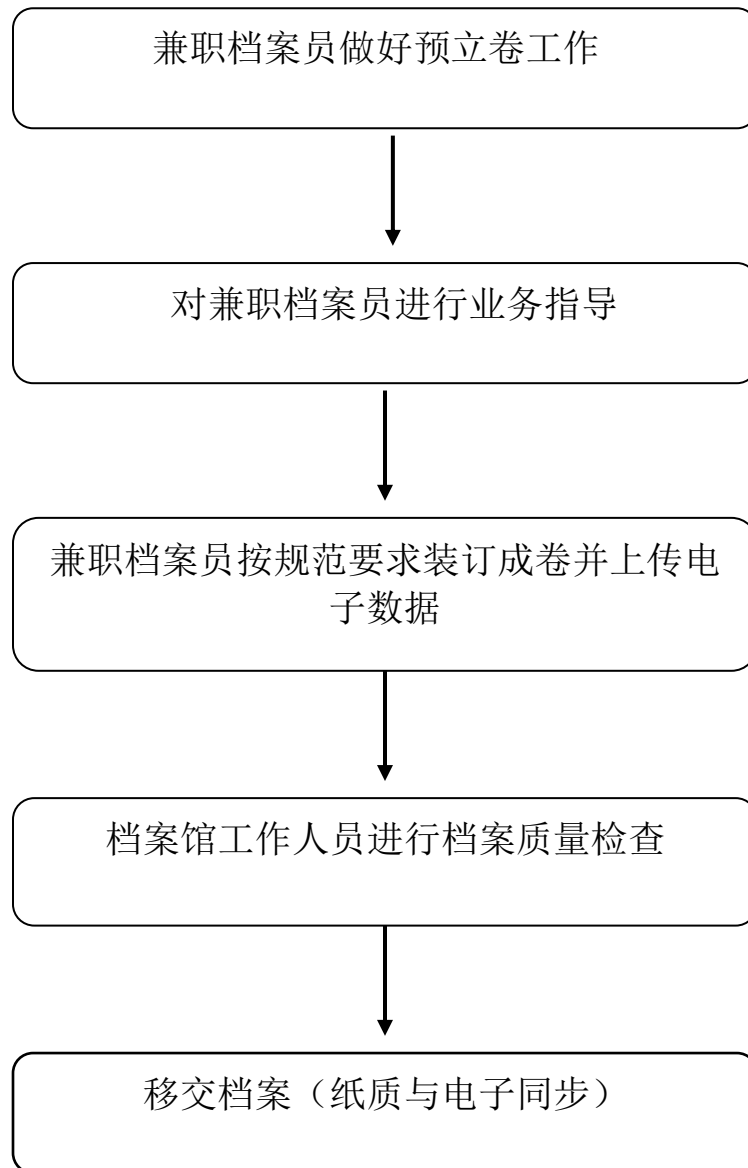 兼职档案员做好预立卷工作
对兼职档案员进行业务指导
兼职档案员按规范要求装订成卷并上传电
子数据
档案馆工作人员进行档案质量检查
移交档案（纸质与电子同步）